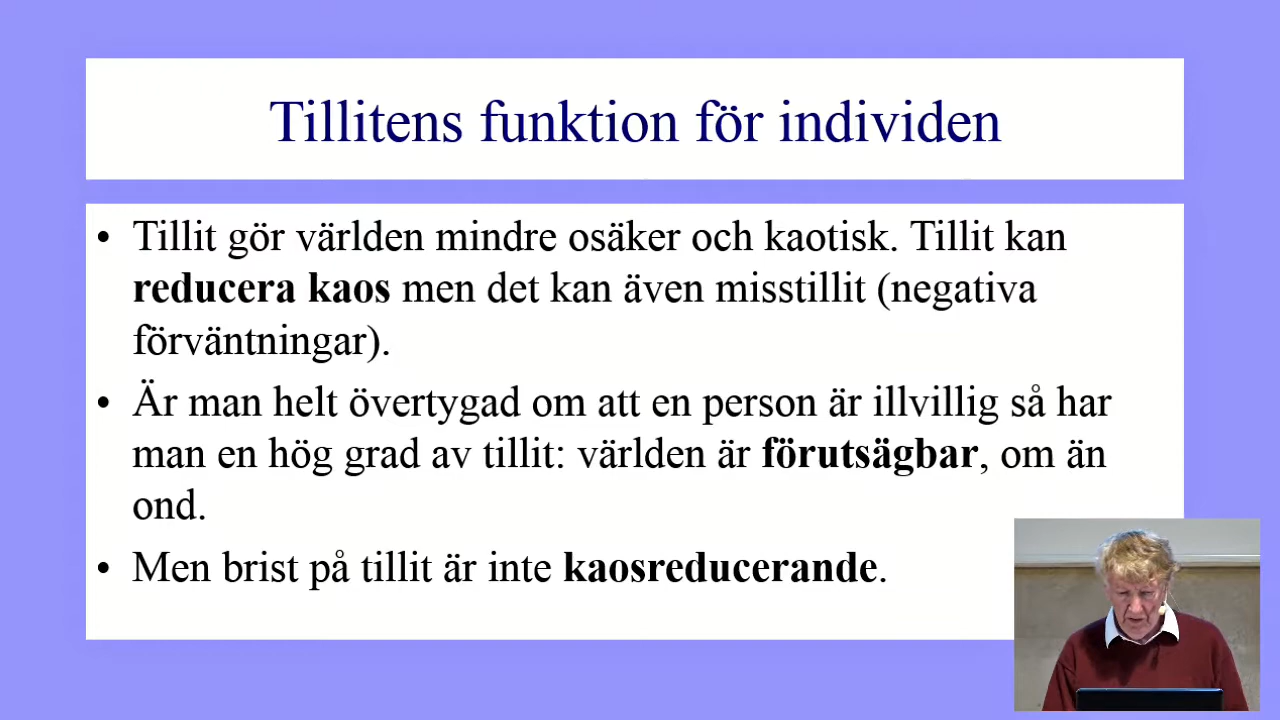 Tillitens funktion för individen
• Tillit gör världen mindre osäker och kaotisk. Tillit kan
reducera kaos men det kan även misstillit (negativa
förväntningar).
• Är man helt övertygad om att en person är illvillig så har
man en hög grad av tillit: världen är förutsägbar, om än
ond.
• Men brist på tillit är inte kaosreducerande.